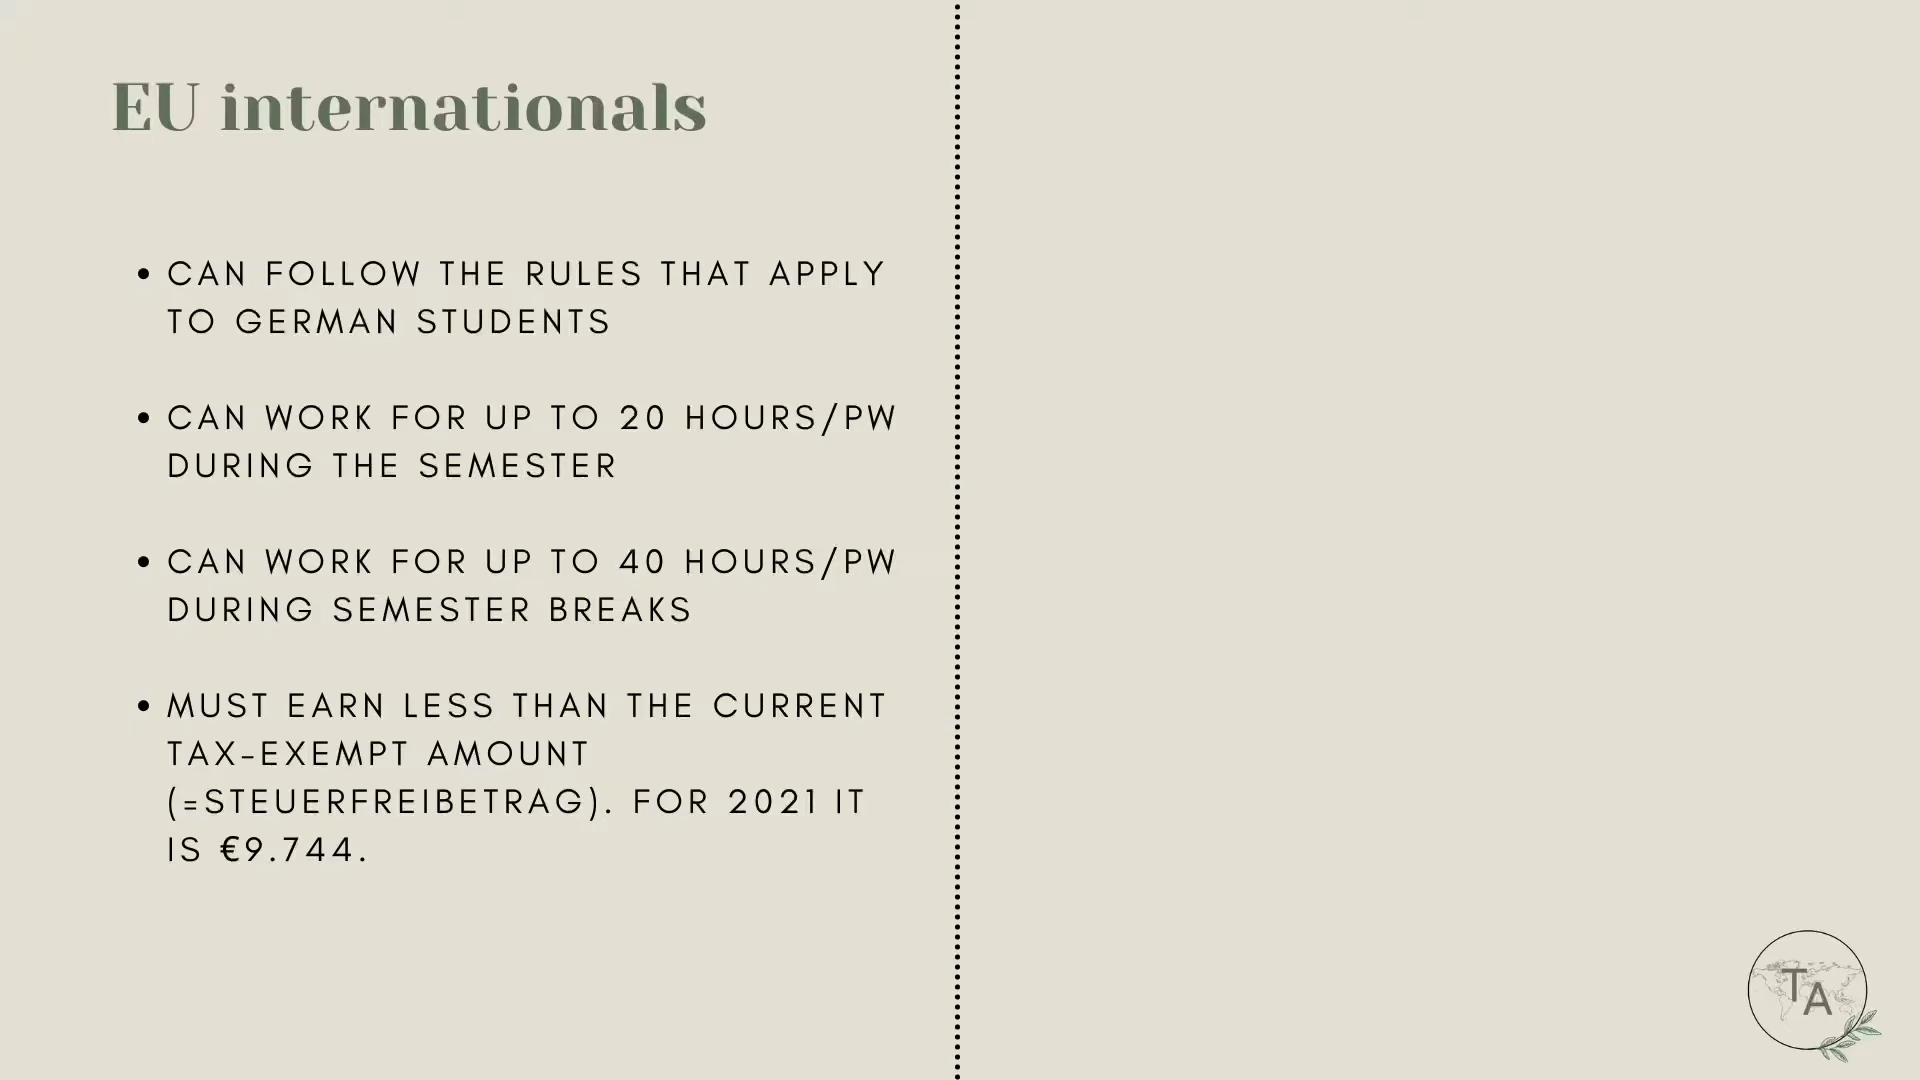 EU internationals
• CAN FOLLOW THE RULES THAT APPLY
TO GERMAN STUDENTS
• CAN WORK FOR UP TO 20 HOURS/PW
DURING THE SEMESTER
• CAN WORK FOR UP TO 40 HOURS/PW
DURING SEMESTER BREAKS
• MUST EARN LESS THAN THE CURRENT
TAX-EXEMPT AMOUNT
(=STEUERFREIBETRAG). FOR 2021 IT
IS €9.744.
TA